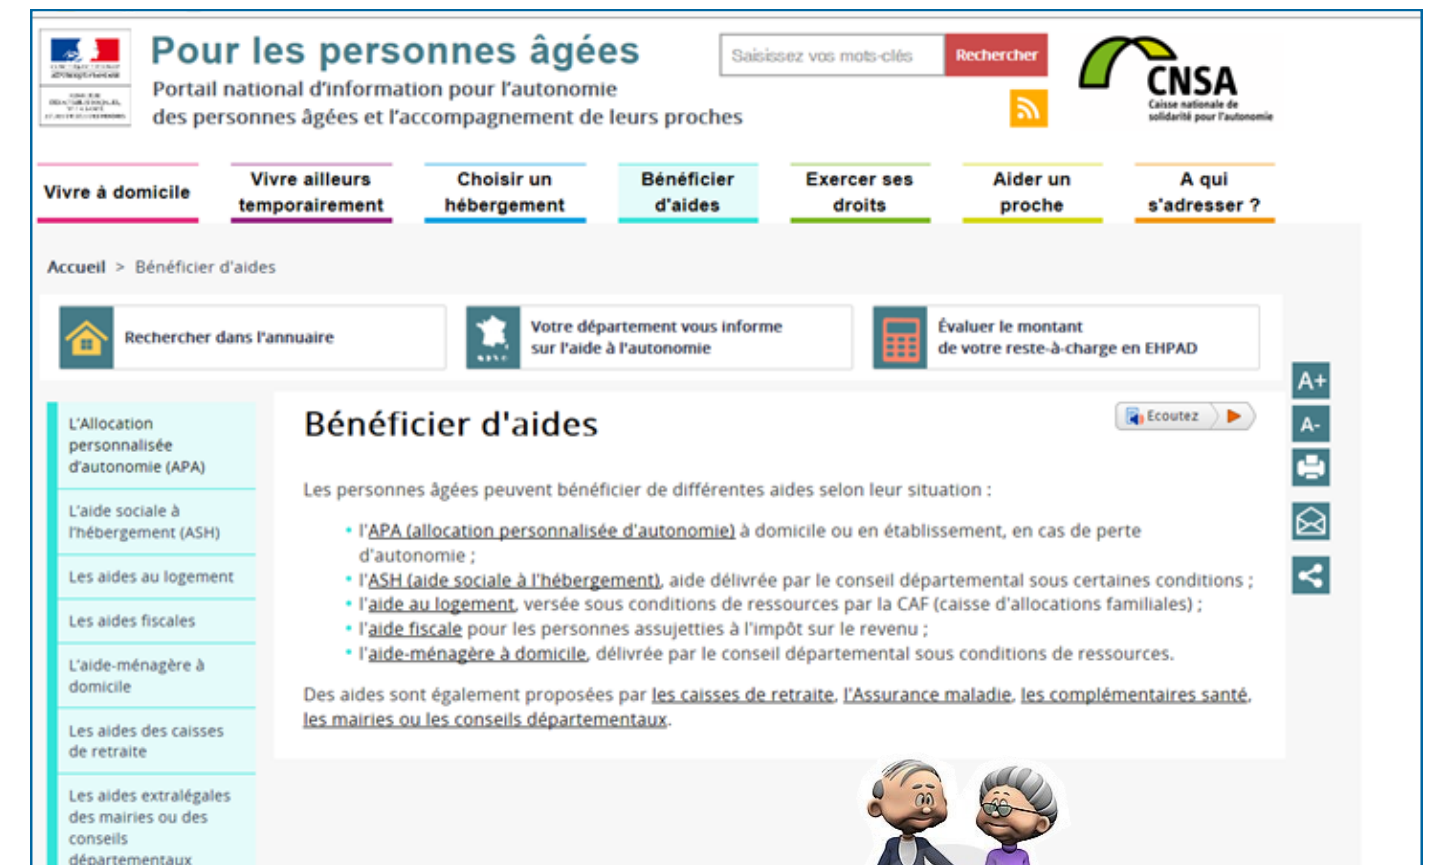 Pour les personnes âgées
Portail national d'information pour l'autonomie
des personnes âgées et l'accompagnement de leurs proches
Saisissez vos mots-clés
Rechercher
CNSA
Caisse nationale de
solidarité pour l'autonomie
Vivre à domicile
Vivre ailleurs
temporairement
Choisir un
hébergement
Bénéficier
d'aides
Exercer ses
droits
Aider un
proche
A qui
s'adresser ?
Accueil > Bénéficier d'aides
Rechercher dans l'annuaire
Votre département vous informe
sur l'aide à l'autonomie
Évaluer le montant
de votre reste-à-charge en EHPAD
A+
A-
L'Allocation
personnalisée
d'autonomie (APA)
L'aide sociale à
l'hébergement (ASH)
Les aides au logement
Les aides fiscales
L'aide-ménagère à
domicile
Les aides des caisses
de retraite
Les aides extralégales
des mairies ou des
conseils
départementaux
Bénéficier d'aides
Ecoutez
Les personnes âgées peuvent bénéficier de différentes aides selon leur situation :
• l'APA (allocation personnalisée d'autonomie) à domicile ou en établissement, en cas de perte
d'autonomie ;
• l'ASH (aide sociale à l'hébergement), aide délivrée par le conseil départemental sous certaines conditions ;
• l'aide au logement, versée sous conditions de ressources par la CAF (caisse d'allocations familiales) ;
• l'aide fiscale pour les personnes assujetties à l'impôt sur le revenu ;
• l'aide-ménagère à domicile, délivrée par le conseil départemental sous conditions de ressources.
Des aides sont également proposées par les caisses de retraite, l'Assurance maladie, les complémentaires santé,
les mairies ou les conseils départementaux.